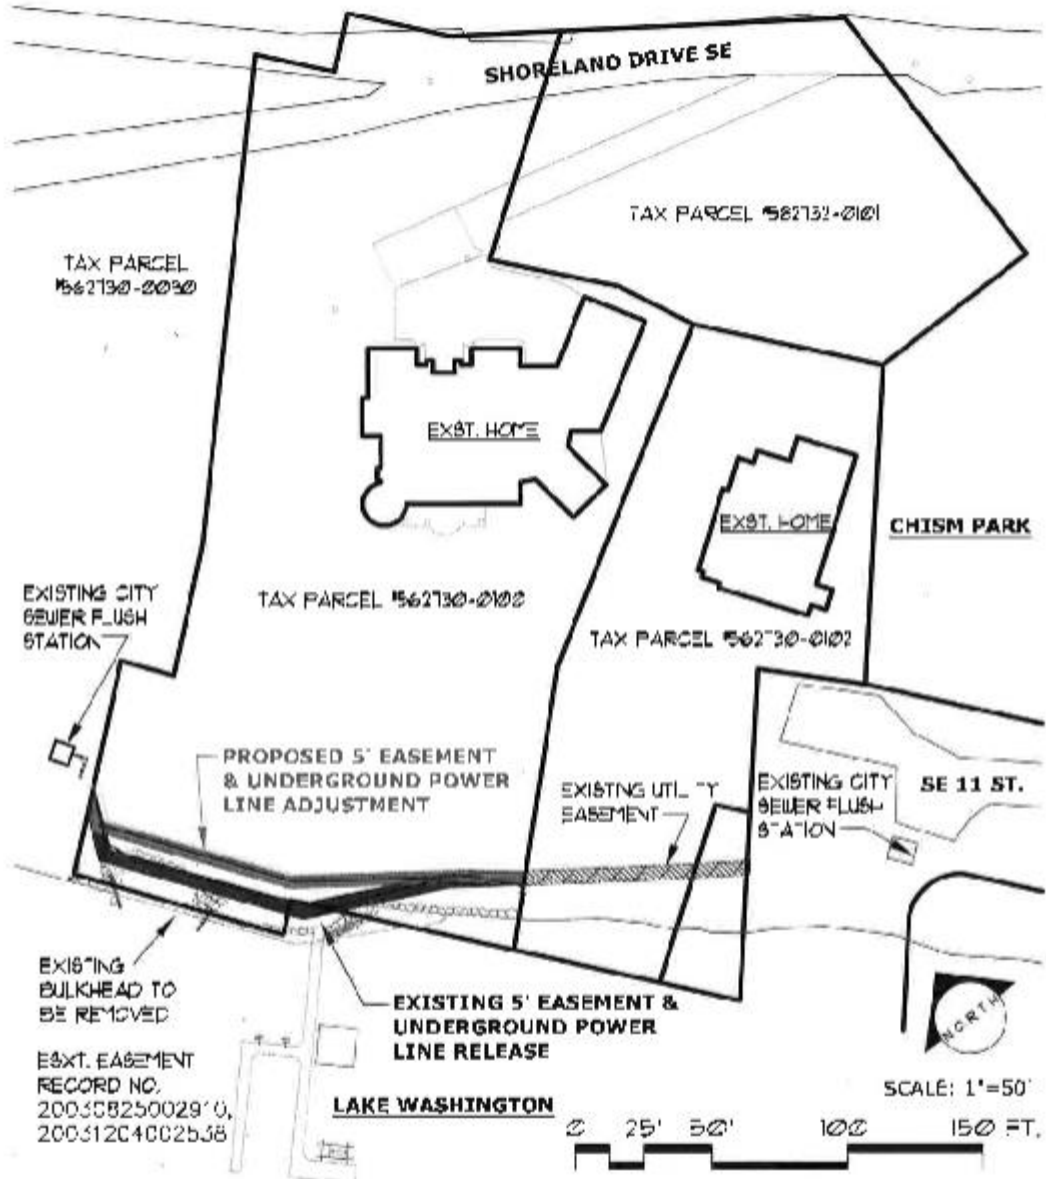 SHORELAND DRIVE SE
TAX PARCEL #582732-0101
TAX PARCEL
EXST. HOME
EXST. HOME
CHISM PARK
EXISTING CITY
SEWER FLUSH
STATION
TAX PARCEL #562730-0100
TAX PARCEL #562730-0102
PROPOSED 5' EASEMENT
& UNDERGROUND POWER
LINE ADJUSTMENT
EXISTING UTILITY
EASEMENT
EXISTING CITY
SEWER FLUSH
STATION
SE 11 ST.
EXISTING
BULKHEAD TO
BE REMOVED
EXISTING 5' EASEMENT &
UNDERGROUND POWER
LINE RELEASE
NORTH
ESXT. EASEMENT
RECORD NO.
20030825002910,
20031204002538
LAKE WASHINGTON
SCALE: 1"=50'
0 25' 50' 100 150 FT.